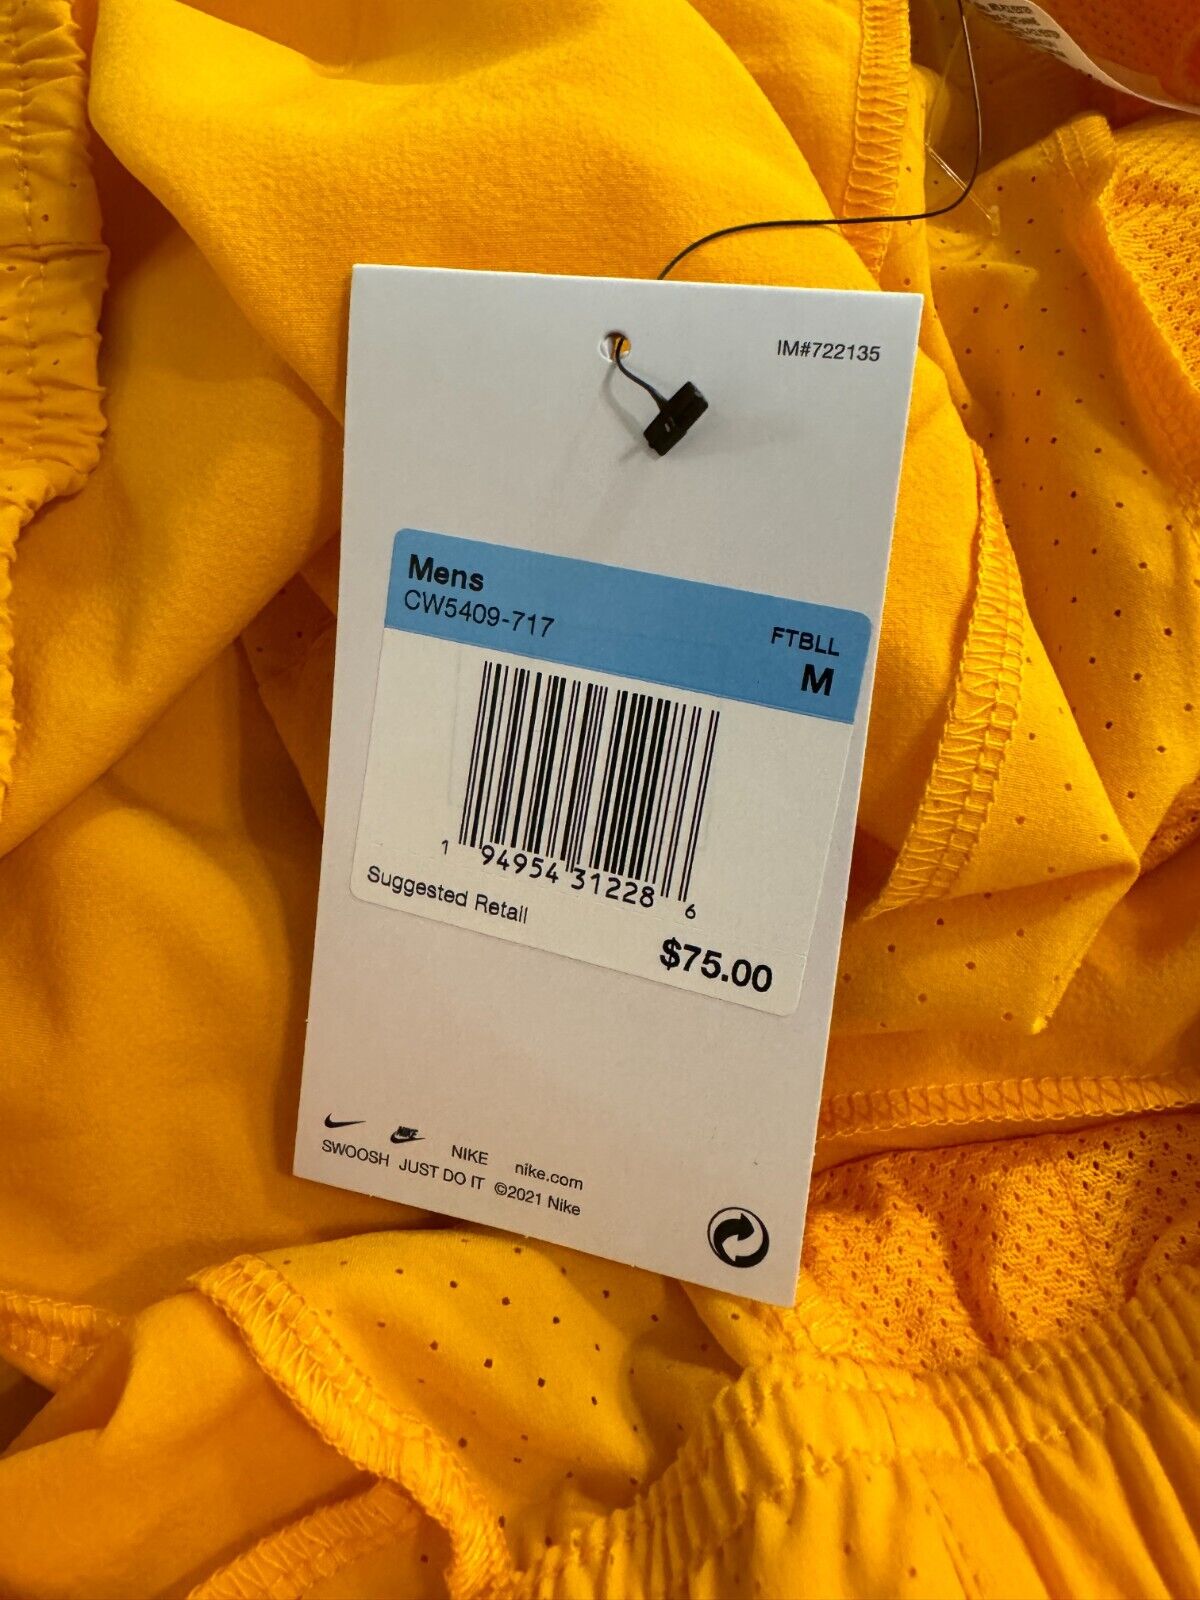 IM#722135
Mens
CW5409-717
FTBLL
M
1 94954 31228 6
Suggested Retail
$75.00
NIKE
NIKE nike.com
SWOOSH JUST DO IT ©2021 Nike